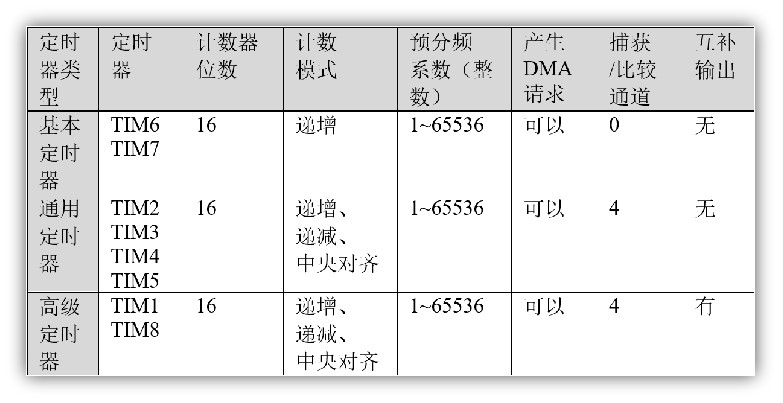 定时器类型 定时器 计数器位数 计数模式 预分频系数（整数） 产生DMA请求 捕获/比较通道 互补输出
基本定时器 TIM6 TIM7 16 递增 1~65536 可以 0 无
通用定时器 TIM2 TIM3 TIM4 TIM5 16 递增、递减、中央对齐 1~65536 可以 4 无
高级定时器 TIM1 TIM8 16 递增、递减、中央对齐 1~65536 可以 4 有